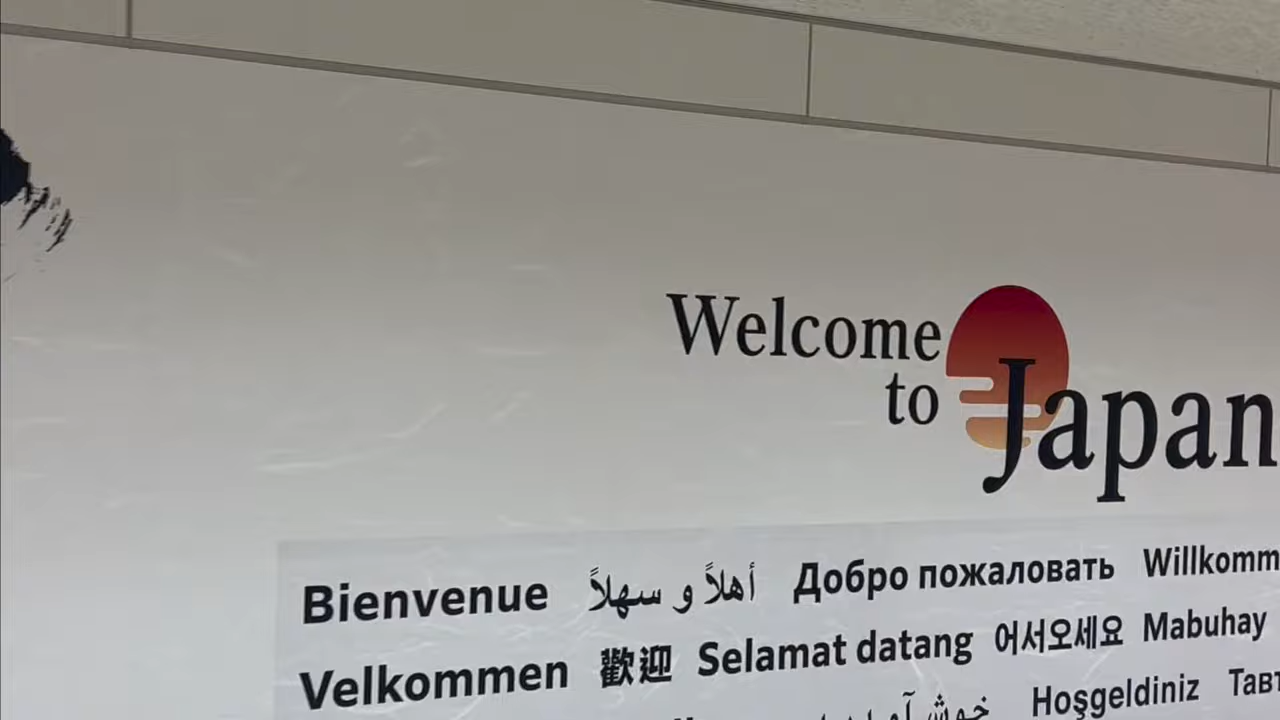 Welcome
to Japan
Bienvenue أهلاً و سهلاً Добро пожаловать Willkomm
Velkommen 歡迎 Selamat datang 어서오세요 Mabuhay
Hoşgeldiniz